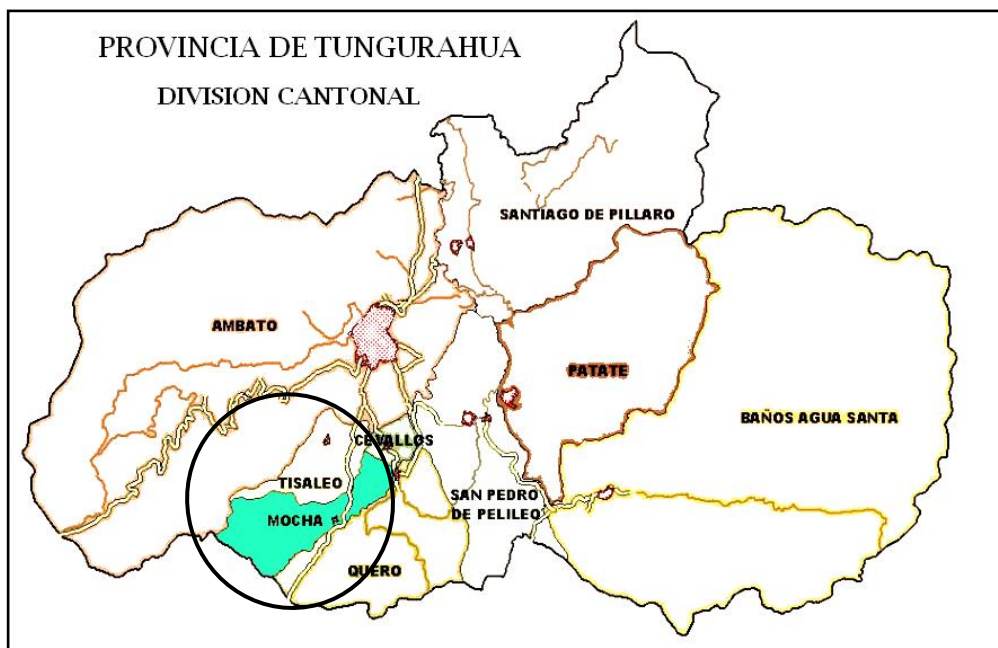 PROVINCIA DE TUNGURAHUA
DIVISION CANTONAL
SANTIAGO DE PILLARO
AMBATO
PATATE
BAÑOS AGUA SANTA
CEVALLOS
TISALEO
SAN PEDRO
DE PELILEO
MOCHA
QUERO